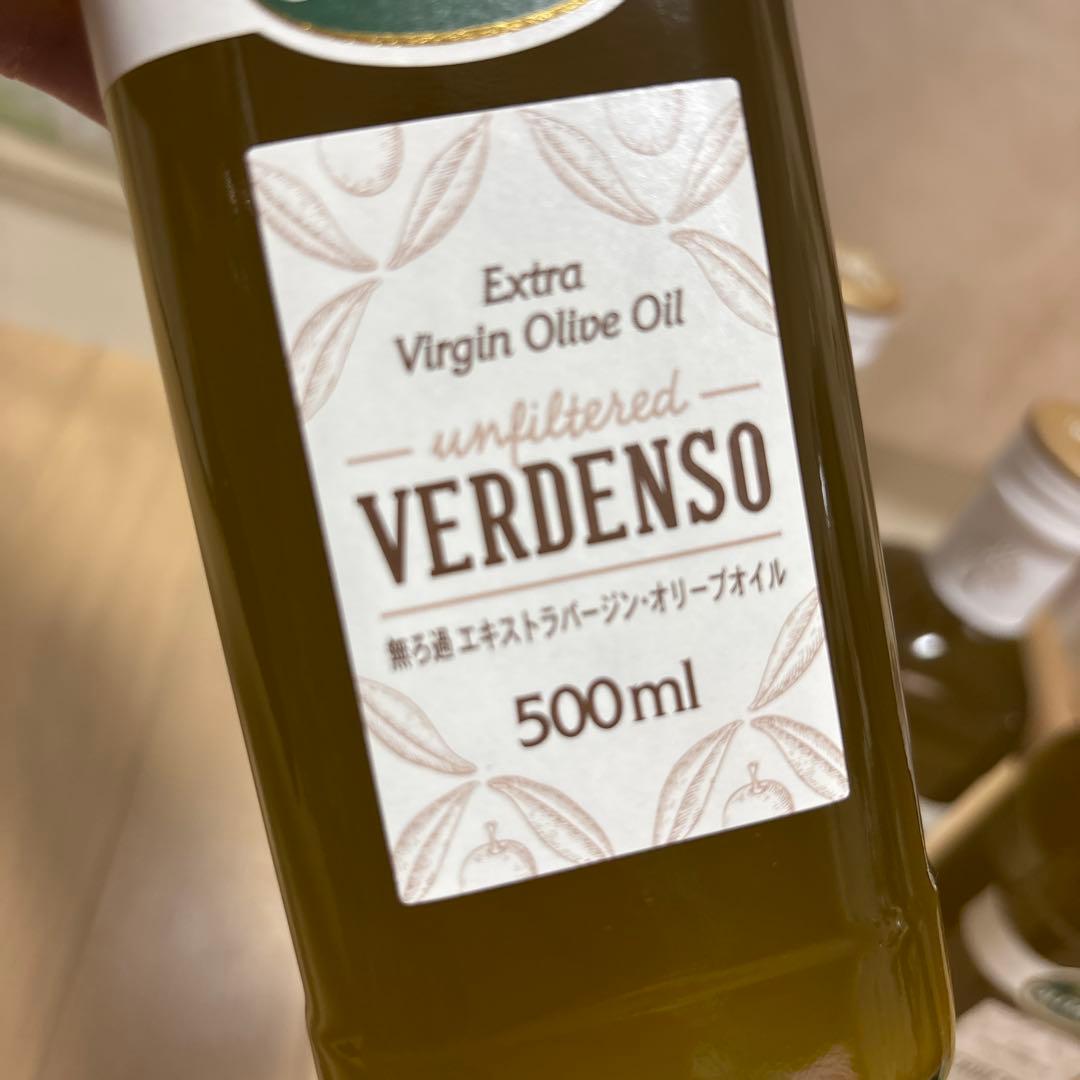 Extra
Virgin Olive Oil
unfiltered
VERDENSO
無ろ過 エキストラバージン・オリーブオイル
500ml